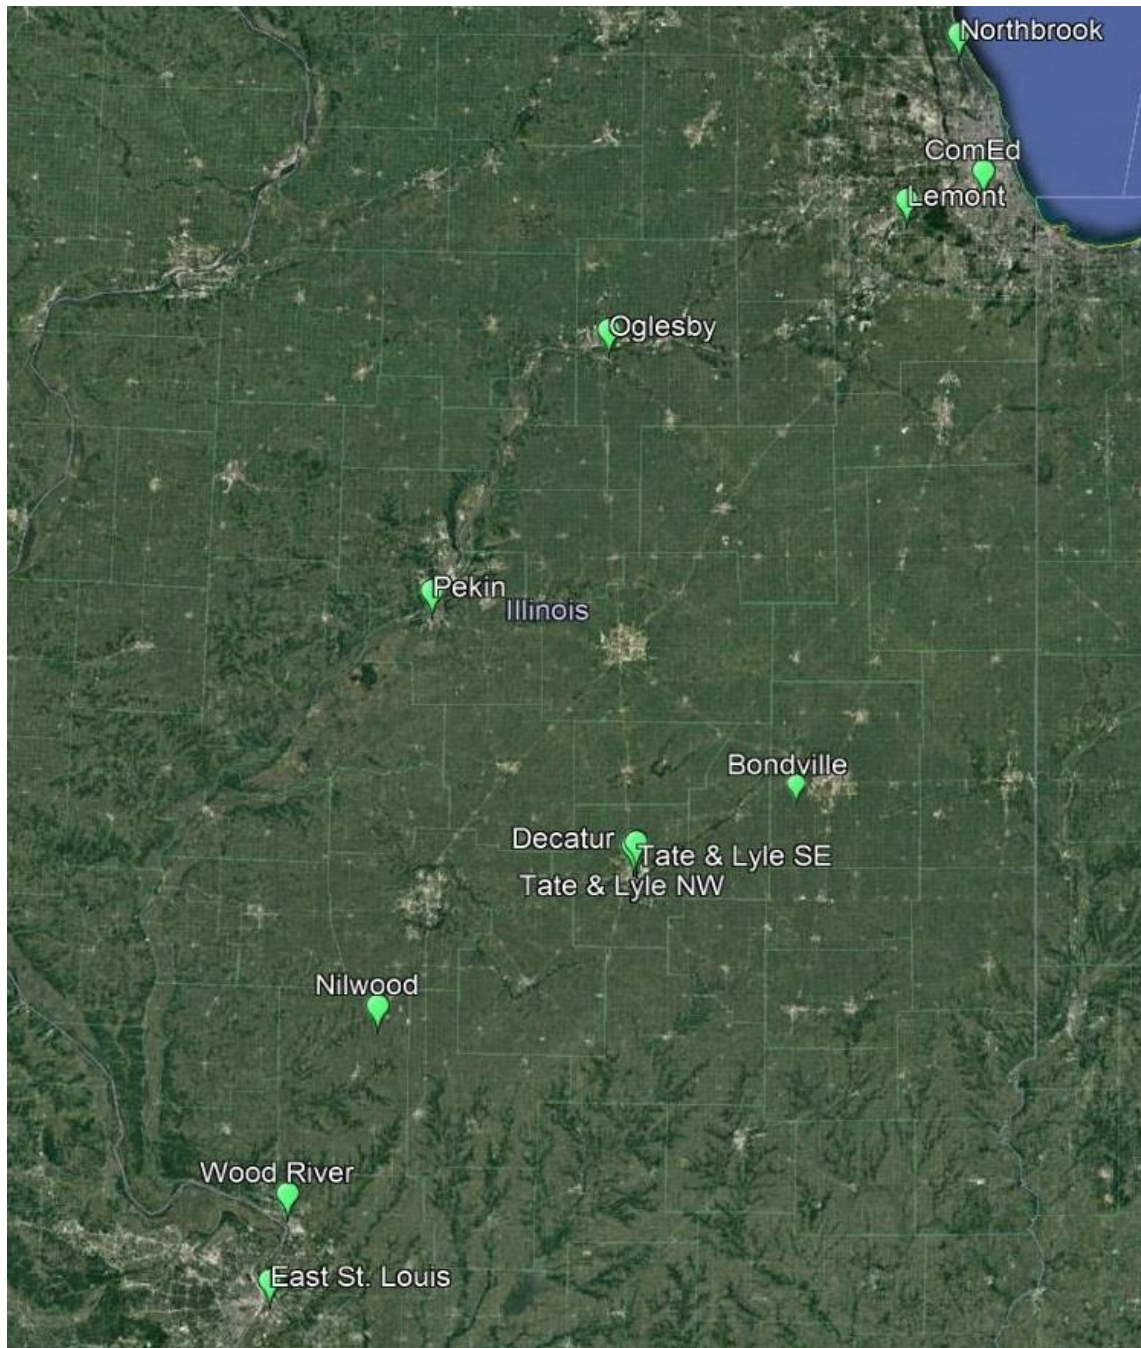 Northbrook
ComEd
Lemont
Oglesby
Pekin
Illinois
Bondville
Decatur
Tate & Lyle SE
Tate & Lyle NW
Nilwood
Wood River
East St. Louis